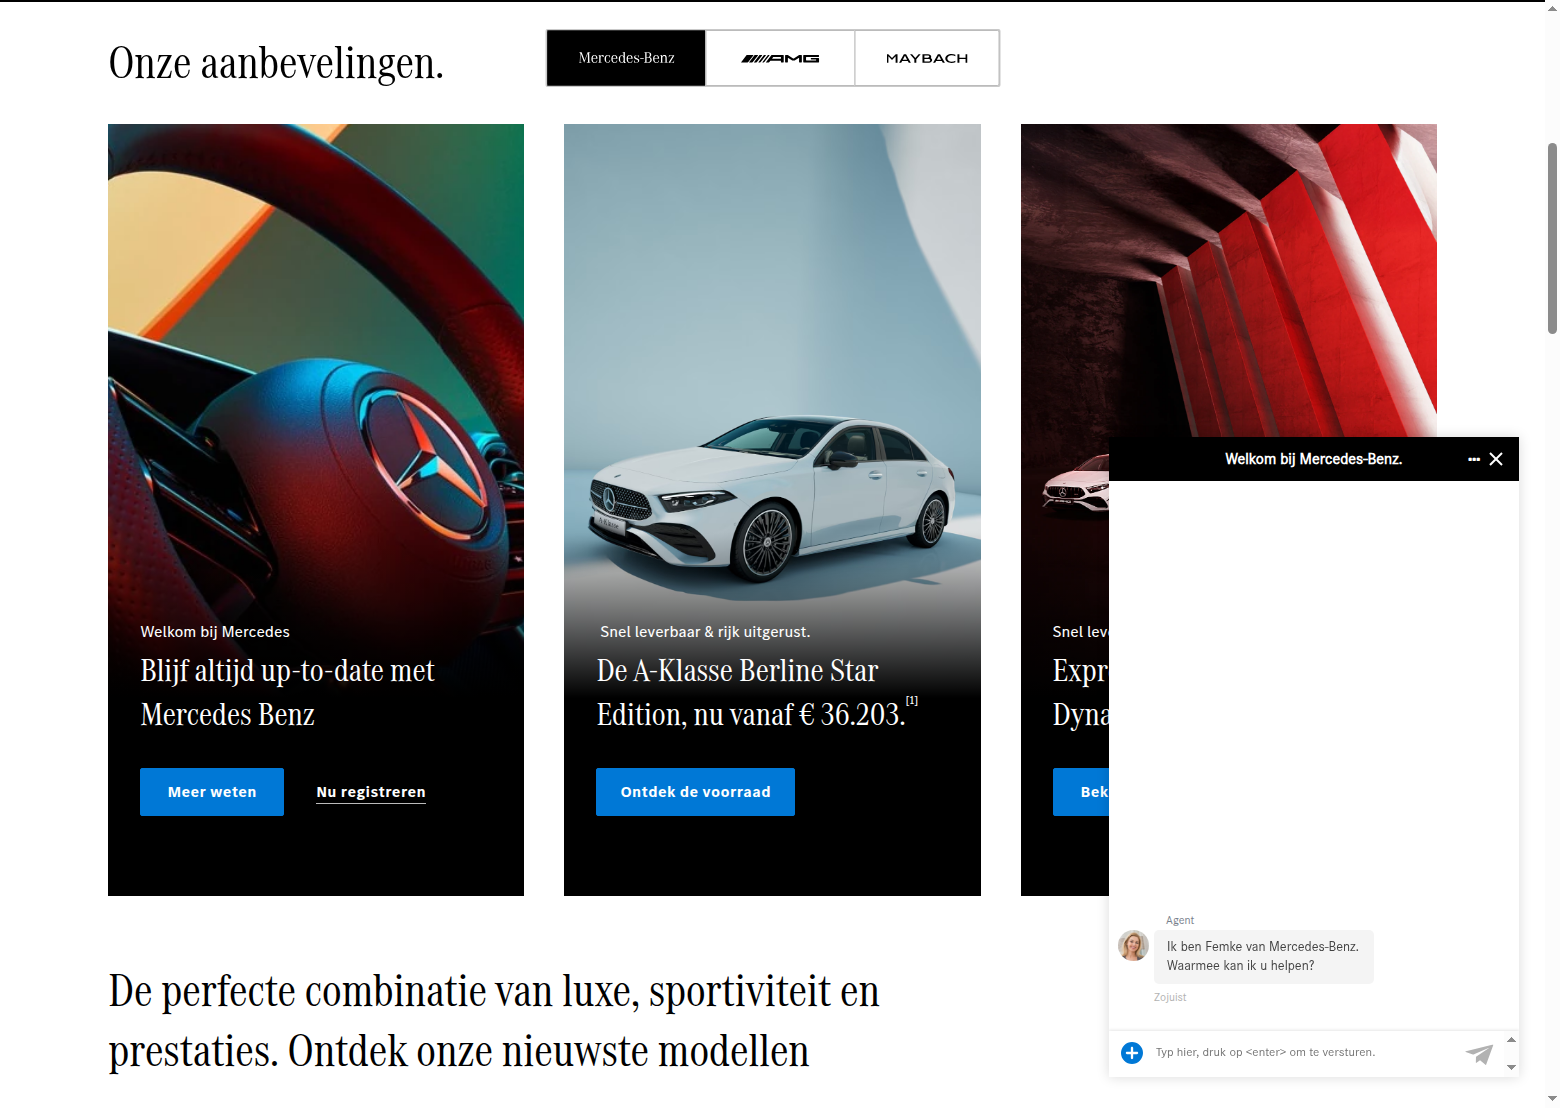 Onze aanbevelingen.
Mercedes-Benz
AMG
MAYBACH
Welkom bij Mercedes
Blijf altijd up-to-date met
Mercedes Benz
Meer weten
Nu registreren
A-Klasse
Snel leverbaar & rijk uitgerust.
De A-Klasse Berline Star
Edition, nu vanaf € 36.203.[1]
Ontdek de voorraad
Snel lev
Expr
Dyna
Bek
Welkom bij Mercedes-Benz.
Agent
Ik ben Femke van Mercedes-Benz.
Waarmee kan ik u helpen?
Zojuist
Typ hier, druk op <enter> om te versturen.
De perfecte combinatie van luxe, sportiviteit en
prestaties. Ontdek onze nieuwste modellen